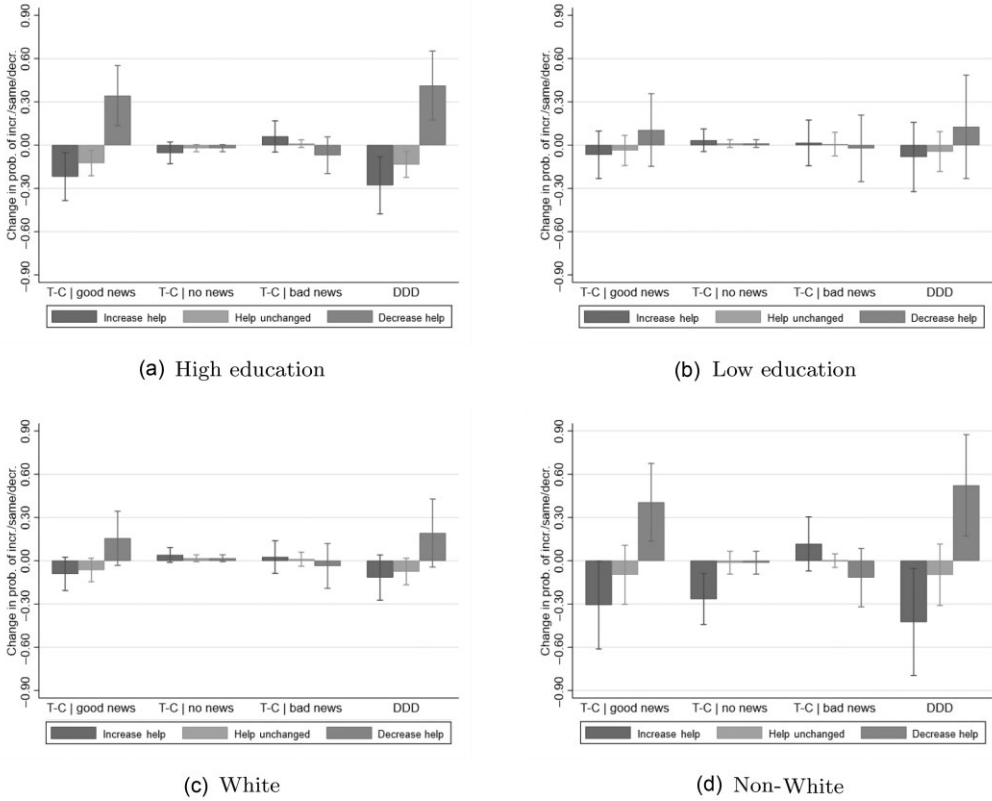 Change in prob. of incr./same/decr.
0.90
0.60
0.30
0.00
−0.30
−0.60
−0.90
T-C | good news T-C | no news T-C | bad news DDD
Increase help Help unchanged Decrease help
(a) High education
Change in prob. of incr./same/decr.
0.90
0.60
0.30
0.00
−0.30
−0.60
−0.90
T-C | good news T-C | no news T-C | bad news DDD
Increase help Help unchanged Decrease help
(b) Low education
Change in prob. of incr./same/decr.
0.90
0.60
0.30
0.00
−0.30
−0.60
−0.90
T-C | good news T-C | no news T-C | bad news DDD
Increase help Help unchanged Decrease help
(c) White
Change in prob. of incr./same/decr.
0.90
0.60
0.30
0.00
−0.30
−0.60
−0.90
T-C | good news T-C | no news T-C | bad news DDD
Increase help Help unchanged Decrease help
(d) Non-White